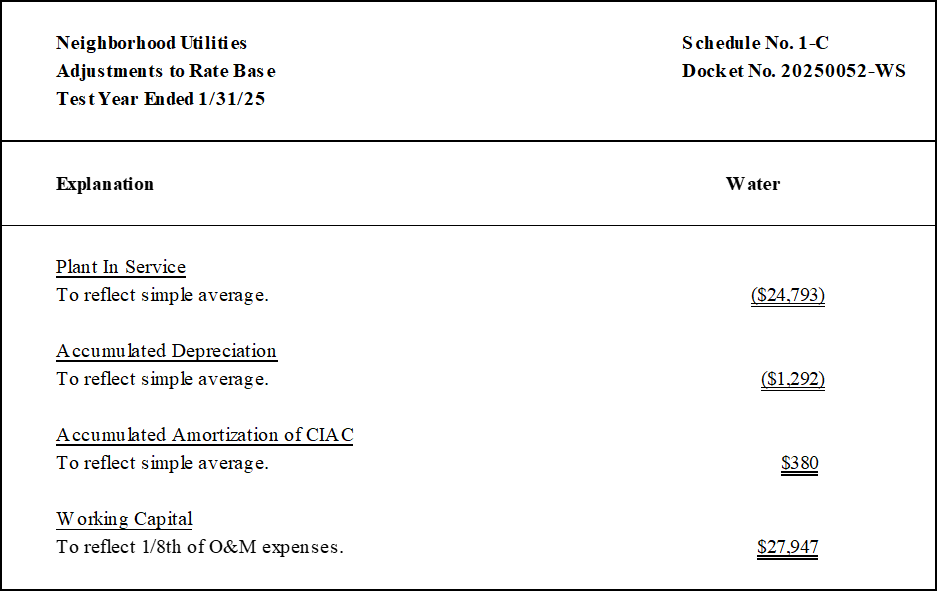 Neighborhood Utilities Schedule No. 1-C
Adjustments to Rate Base Docket No. 20250052-WS
Test Year Ended 1/31/25
Explanation Water
Plant In Service
To reflect simple average. ($24,793)
Accumulated Depreciation
To reflect simple average. ($1,292)
Accumulated Amortization of CIAC
To reflect simple average. $380
Working Capital
To reflect 1/8th of O&M expenses. $27,947